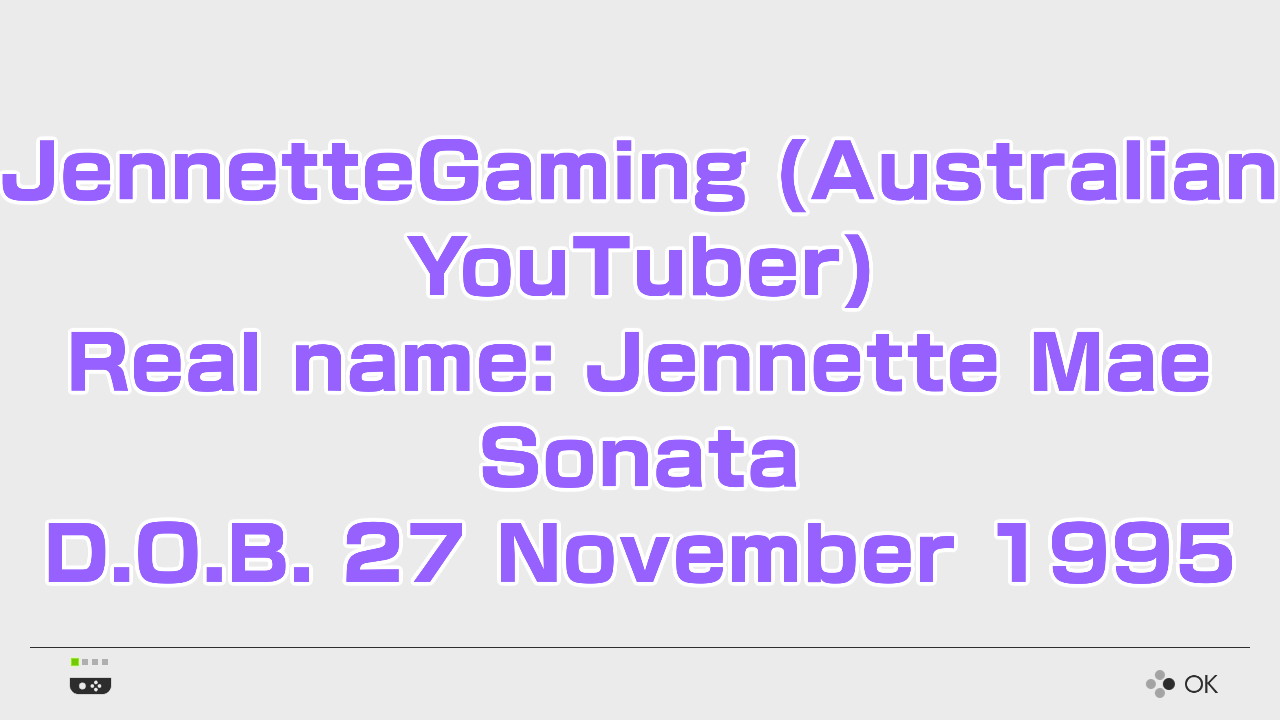 JennetteGaming (Australian
YouTuber)
Real name: Jennette Mae
Sonata
D.O.B. 27 November 1995
OK